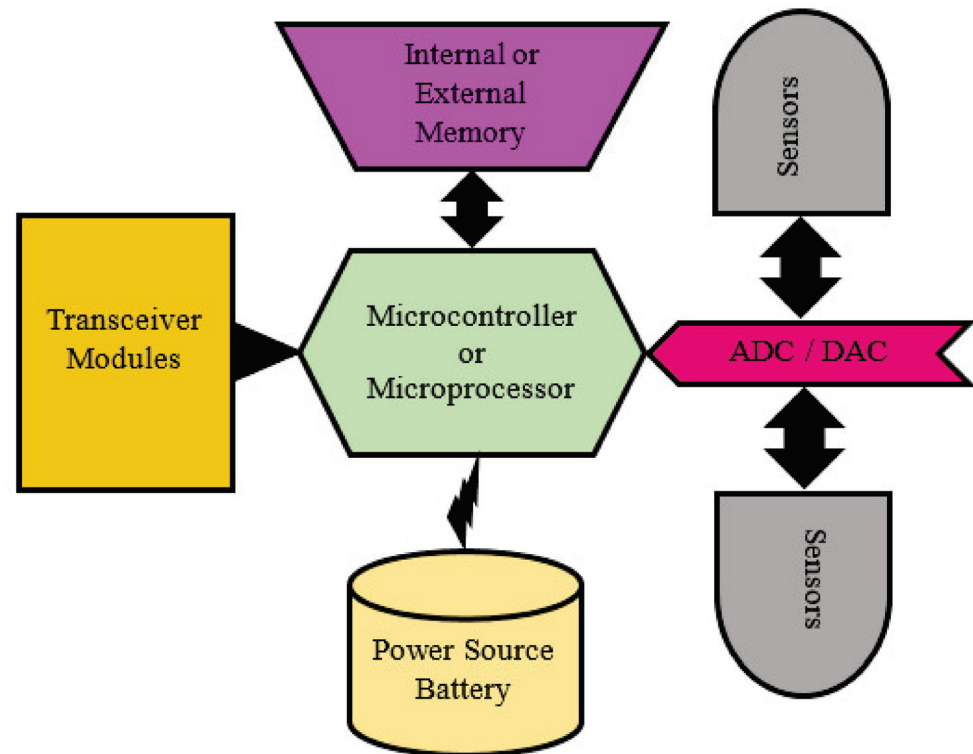 Internal or
External
Memory
Sensors
Transceiver
Modules
Microcontroller
or
Microprocessor
ADC / DAC
Power Source
Battery
Sensors